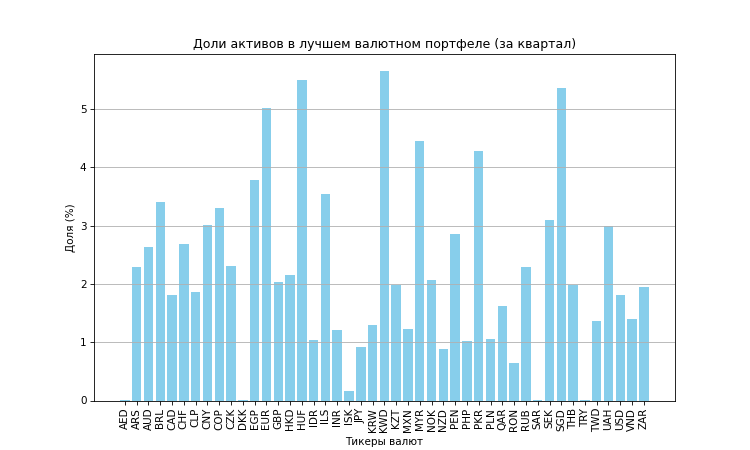 Доли активов в лучшем валютном портфеле (за квартал)
Доля (%)
5
4
3
2
1
0
AED ARS AUD BRL CAD CHF CLP CNY COP CZK DKK EGP EUR GBP HKD HUF IDR ILS INR ISK JPY KRW KWD KZT MXN MYR NOK NZD PEN PHP PKR PLN QAR RON RUB SAR SEK SGD THB TRY TWD UAH USD VND ZAR
Тикеры валют